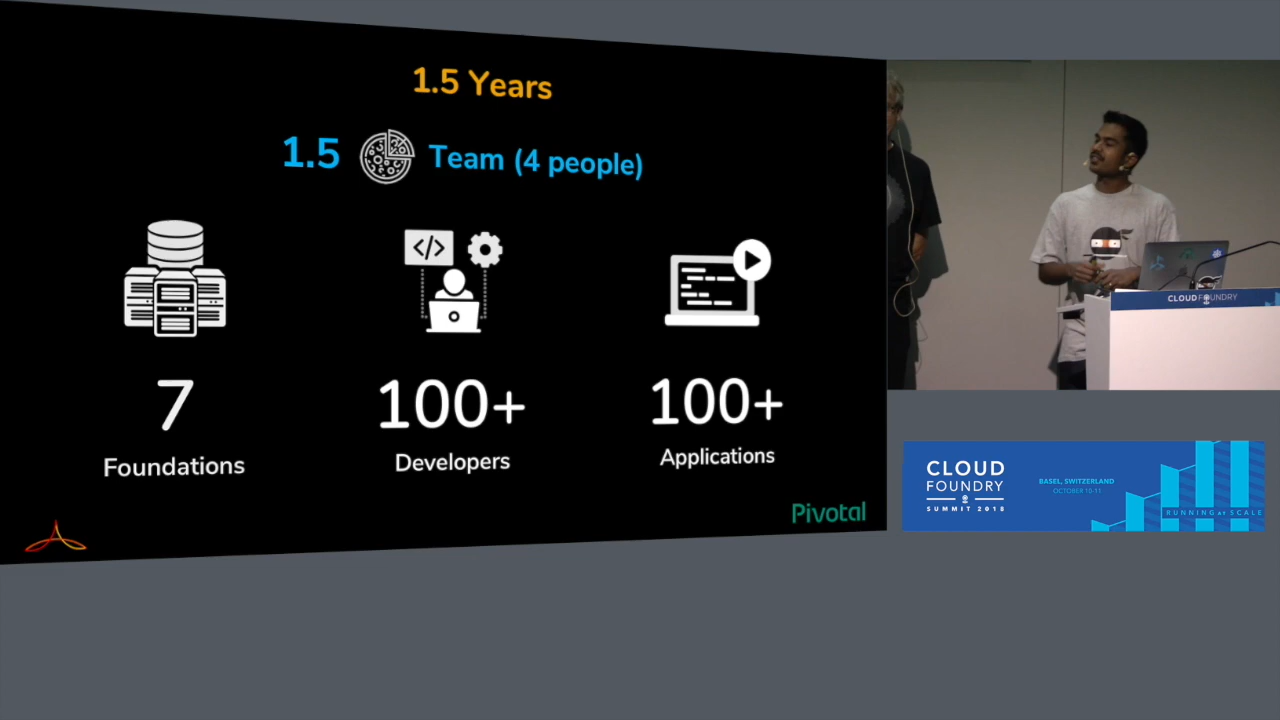 1.5 Years
1.5 Team (4 people)
</>
7
Foundations
100+
Developers
100+
Applications
Pivotal
CLOUD FOUNDRY
CLOUD
FOUNDRY
SUMMIT 2018
BASEL, SWITZERLAND
OCTOBER 10-11
RUNNING at SCALE